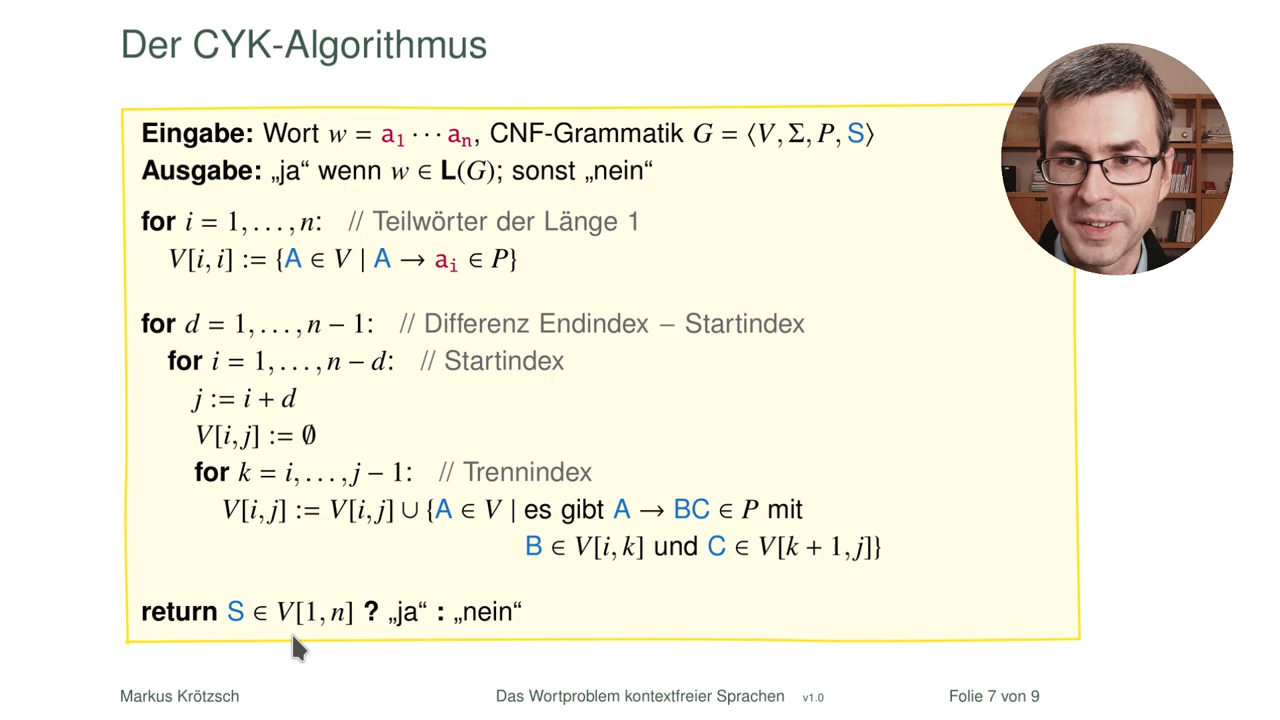 Der CYK-Algorithmus
Eingabe: Wort w = a₁ ⋯ aₙ, CNF-Grammatik G = ⟨V, Σ, P, S⟩
Ausgabe: „ja“ wenn w ∈ L(G); sonst „nein“
for i = 1, . . . , n: // Teilwörter der Länge 1
V[i, i] := {A ∈ V | A → aᵢ ∈ P}
for d = 1, . . . , n − 1: // Differenz Endindex − Startindex
for i = 1, . . . , n − d: // Startindex
j := i + d
V[i, j] := ∅
for k = i, . . . , j − 1: // Trennindex
V[i, j] := V[i, j] ∪ {A ∈ V | es gibt A → BC ∈ P mit
B ∈ V[i, k] und C ∈ V[k + 1, j]}
return S ∈ V[1, n] ? „ja“ : „nein“
Markus Krötzsch Das Wortproblem kontextfreier Sprachen v1.0 Folie 7 von 9